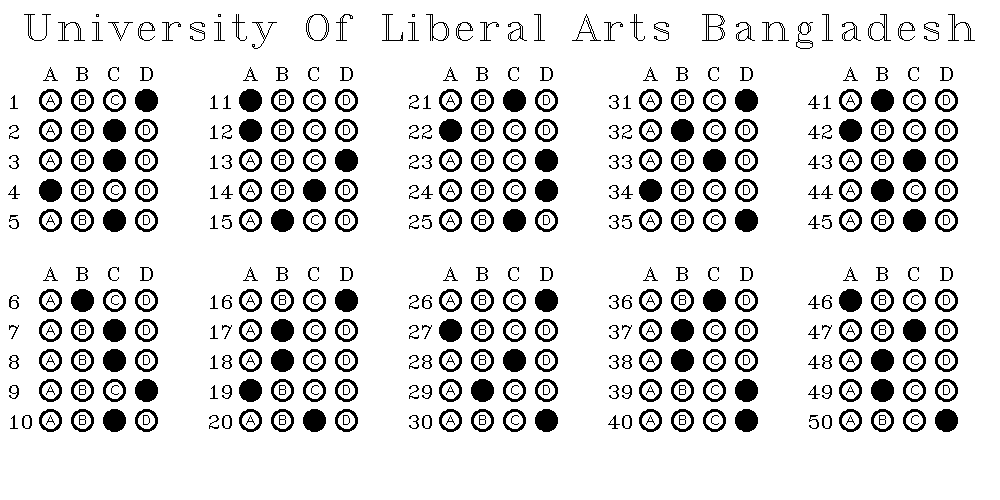 University Of Liberal Arts Bangladesh
A B C D A B C D A B C D A B C D A B C D
1 A B C 11 B C D 21 A B D 31 A B C 41 A C D
2 A B D 12 B C D 22 B C D 32 A C D 42 B C D
3 A B D 13 A B C 23 A B C 33 A B D 43 A B D
4 B C D 14 A B D 24 A B C 34 B C D 44 A C D
5 A B D 15 A C D 25 A B D 35 A B C 45 A B D
A B C D A B C D A B C D A B C D A B C D
6 A C D 16 A B C 26 A B C 36 A B D 46 B C D
7 A B D 17 A C D 27 B C D 37 A C D 47 A B D
8 A B D 18 A C D 28 A B D 38 A C D 48 A C D
9 A B C 19 B C D 29 A C D 39 A B C 49 A C D
10 A B D 20 A B D 30 A B C 40 A B C 50 A B C